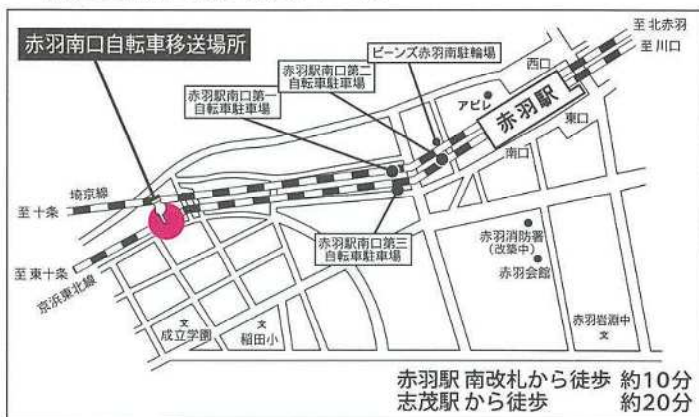 赤羽南口自転車移送場所
赤羽駅南口第一
自転車駐車場
赤羽駅南口第二
自転車駐車場
ビーンズ赤羽南駐輪場
至北赤羽
至川口
西口
アピレ
赤羽駅
東口
南口
埼京線
至十条
至東十条
京浜東北線
赤羽駅南口第三
自転車駐車場
赤羽消防署
(改築中)
赤羽会館
文
成立学園
文
稲田小
赤羽岩淵中
文
赤羽駅 南改札から徒歩 約10分
志茂駅 から徒歩 約20分